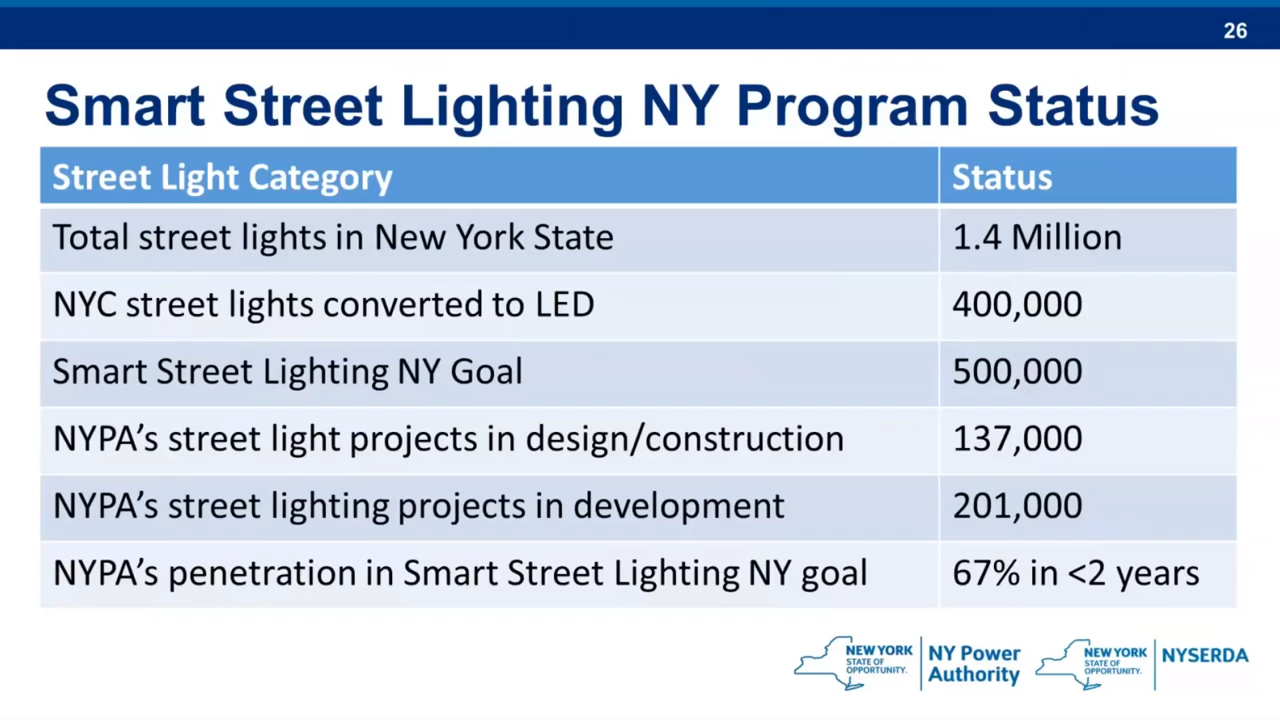 26
Smart Street Lighting NY Program Status
Street Light Category Status
Total street lights in New York State 1.4 Million
NYC street lights converted to LED 400,000
Smart Street Lighting NY Goal 500,000
NYPA’s street light projects in design/construction 137,000
NYPA’s street lighting projects in development 201,000
NYPA’s penetration in Smart Street Lighting NY goal 67% in <2 years
NEW YORK
STATE OF
OPPORTUNITY.
NY Power
Authority
NEW YORK
STATE OF
OPPORTUNITY.
NYSERDA